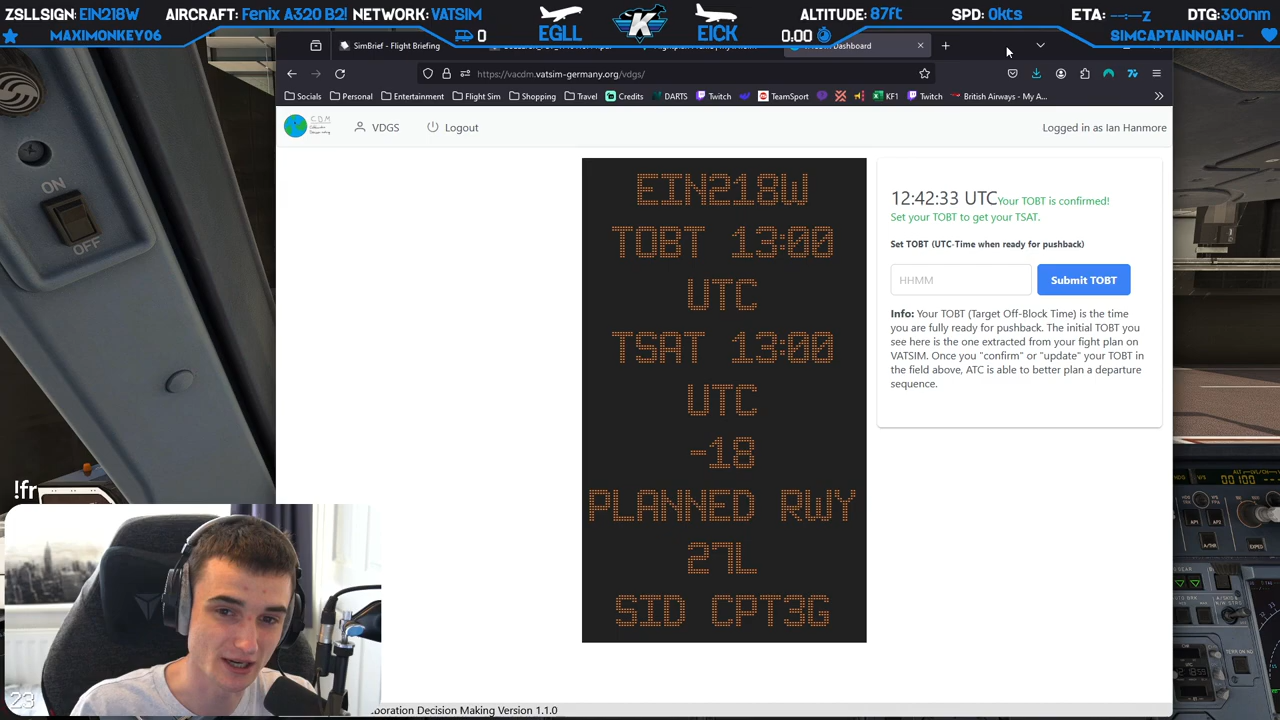 ZSLLSIGN: EIN218W AIRCRAFT: Fenix A320 B2! NETWORK: VATSIM
MAXIMONKEY06
0
EGLL
K
EICK
0.00
ALTITUDE: 87ft SPD: 0kts ETA: --:--z DTG: 300nm
SIMCAPTAINNOAH -
SimBrief - Flight Briefing
Dashboard
https://vacdm.vatsim-germany.org/vdgs/
Socials Personal Entertainment Flight Sim Shopping Travel Credits DARTS Twitch TeamSport KF1 Twitch British Airways - My A...
CDM
VDGS
Logout
Logged in as Ian Hanmore
EIN218W
TOBT 13:00
UTC
TSAT 13:00
UTC
-18
PLANNED RWY
27L
SID CPT3G
12:42:33 UTC Your TOBT is confirmed!
Set your TOBT to get your TSAT.
Set TOBT (UTC-Time when ready for pushback)
HHMM
Submit TOBT
Info: Your TOBT (Target Off-Block Time) is the time
you are fully ready for pushback. The initial TOBT you
see here is the one extracted from your fight plan on
VATSIM. Once you "confirm" or "update" your TOBT in
the field above, ATC is able to better plan a departure
sequence.
ON
OFF
!fr
23
boration Decision Making Version 1.1.0